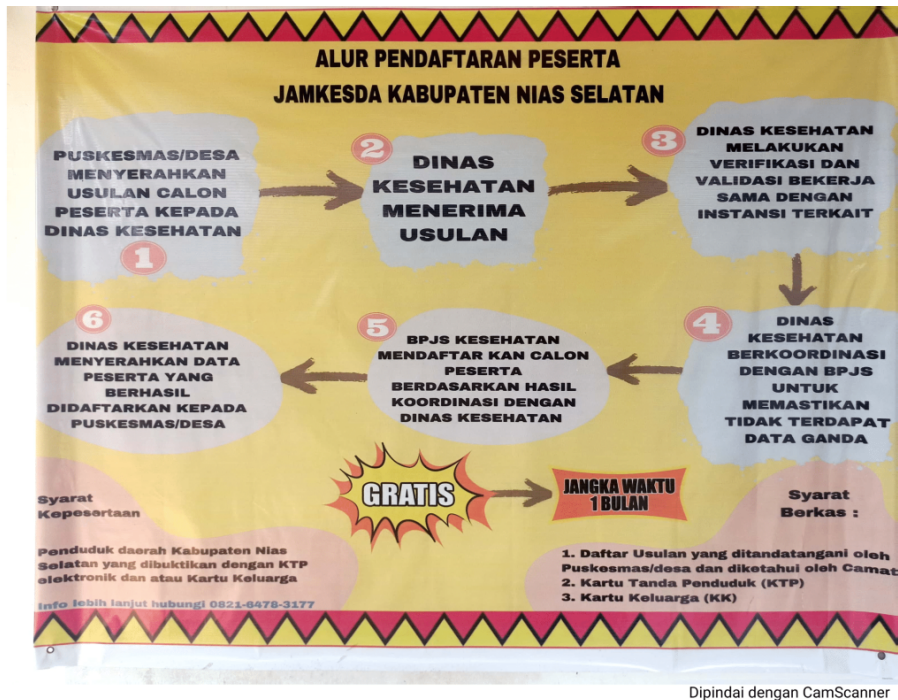 ALUR PENDAFTARAN PESERTA
JAMKESDA KABUPATEN NIAS SELATAN
PUSKESMAS/DESA
MENYERAHKAN
USULAN CALON
PESERTA KEPADA
DINAS KESEHATAN
1
2
DINAS
KESEHATAN
MENERIMA
USULAN
3
DINAS KESEHATAN
MELAKUKAN
VERIFIKASI DAN
VALIDASI BEKERJA
SAMA DENGAN
INSTANSI TERKAIT
4
DINAS
KESEHATAN
BERKOORDINASI
DENGAN BPJS
UNTUK
MEMASTIKAN
TIDAK TERDAPAT
DATA GANDA
5
BPJS KESEHATAN
MENDAFTAR KAN CALON
PESERTA
BERDASARKAN HASIL
KOORDINASI DENGAN
DINAS KESEHATAN
6
DINAS KESEHATAN
MENYERAHKAN DATA
PESERTA YANG
BERHASIL
DIDAFTARKAN KEPADA
PUSKESMAS/DESA
GRATIS
JANGKA WAKTU
1 BULAN
Syarat
Kepesertaan
Penduduk daerah Kabupaten Nias
Selatan yang dibuktikan dengan KTP
elektronik dan atau Kartu Keluarga
Info lebih lanjut hubungi 0821-6478-3177
Syarat
Berkas :
1. Daftar Usulan yang ditandatangani oleh
Puskesmas/desa dan diketahui oleh Camat
2. Kartu Tanda Penduduk (KTP)
3. Kartu Keluarga (KK)
Dipindai dengan CamScanner